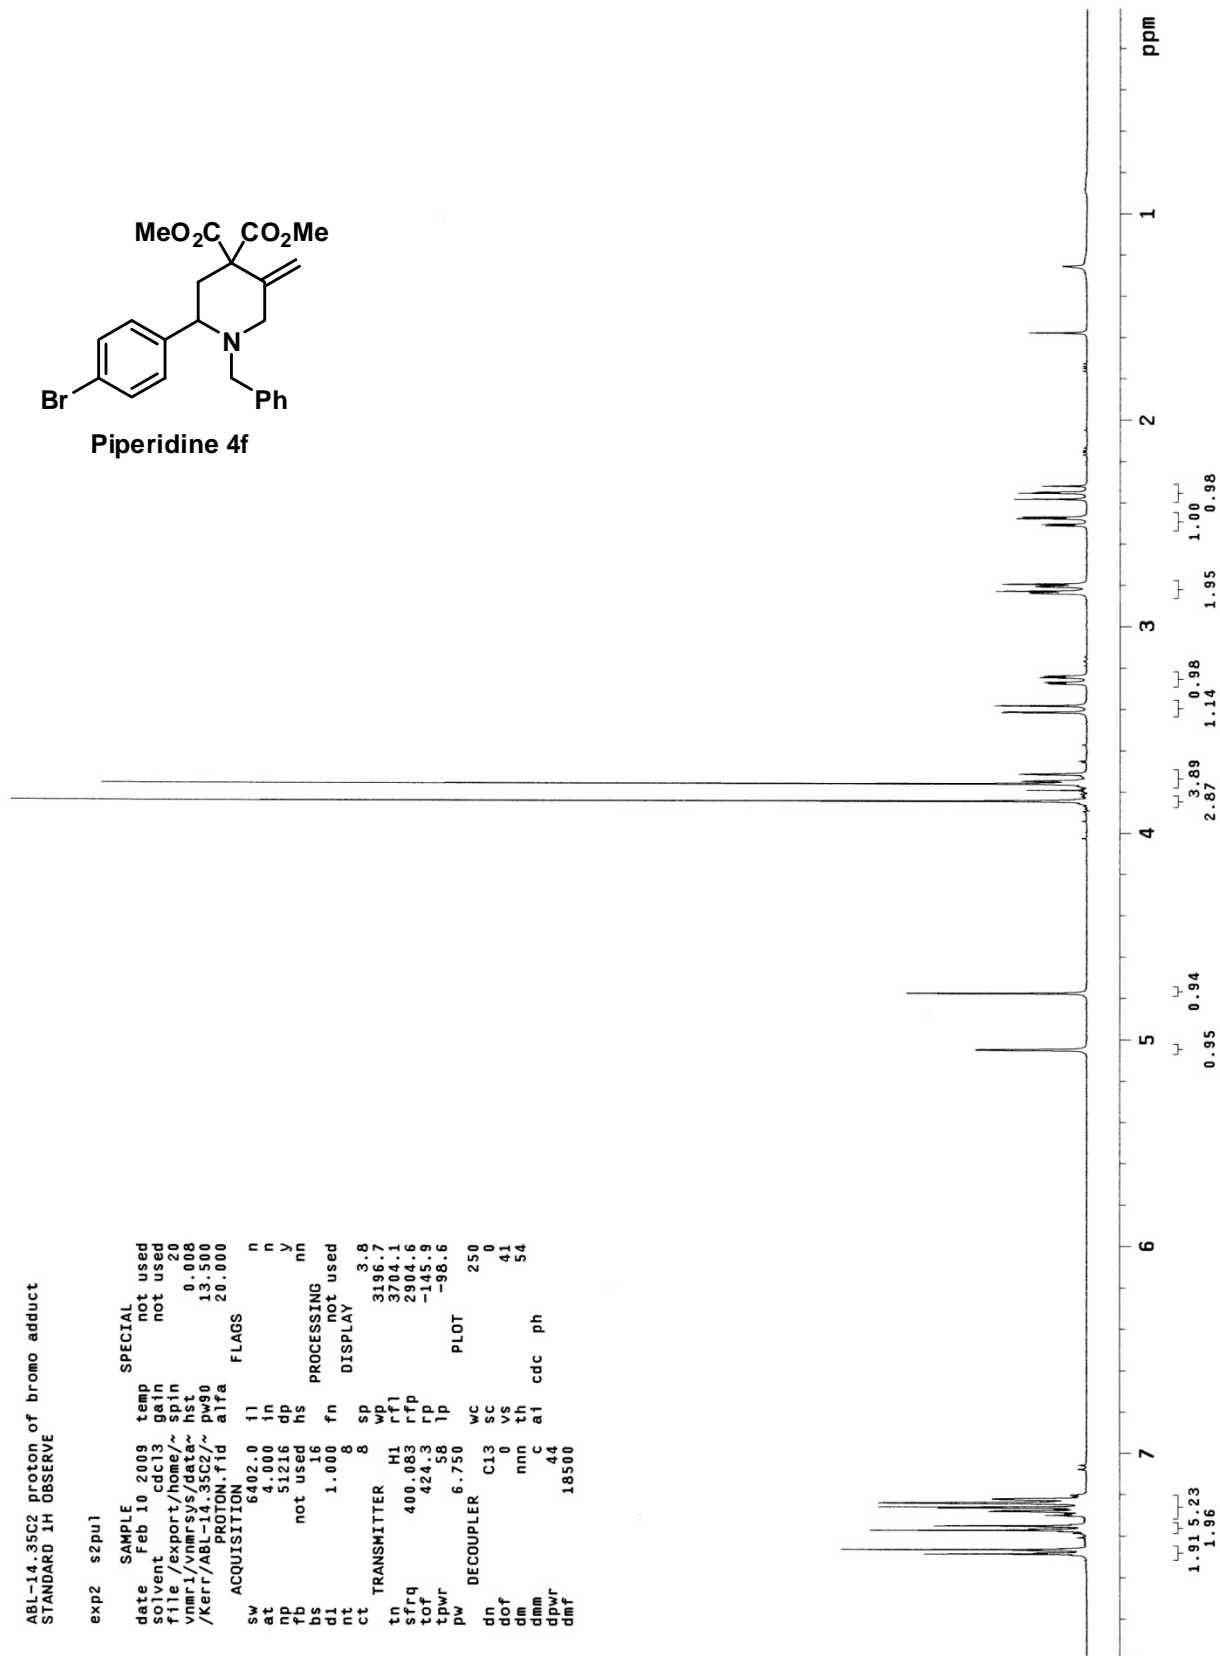 MeO2C CO2Me
N
Br
Ph
Piperidine 4f
ABL-14.35C2 proton of bromo adduct
STANDARD 1H OBSERVE
exp2 s2pul
SAMPLE SPECIAL
date Feb 10 2009 temp not used
solvent cdcl3 gain not used
file /export/home/~ spin 20
vnmr1/vnmrsys/data~ hst 0.008
/Kerr/ABL-14.35C2/~ pw90 13.500
PROTON.fid alfa 20.000
ACQUISITION FLAGS
sw 6402.0 il n
at 4.000 in n
np 51216 dp y
fb not used hs nn
bs 16 PROCESSING
d1 1.000 fn not used
nt 8 DISPLAY
ct 8 sp 3.8
TRANSMITTER wp 3196.7
tn H1 rfl 3704.1
sfrq 400.083 rfp 2904.6
tof 424.3 rp -145.9
tpwr 58 lp -98.6
pw 6.750 PLOT
DECOUPLER wc 250
dn C13 sc 0
dof 0 vs 41
dm nnn th 54
dmm c ai cdc ph
dpwr 44
dmf 18500
7 6 5 4 3 2 1 ppm
1.91 5.23 0.94 3.89 0.98 1.00
1.96 0.95 2.87 1.14 1.95 0.98